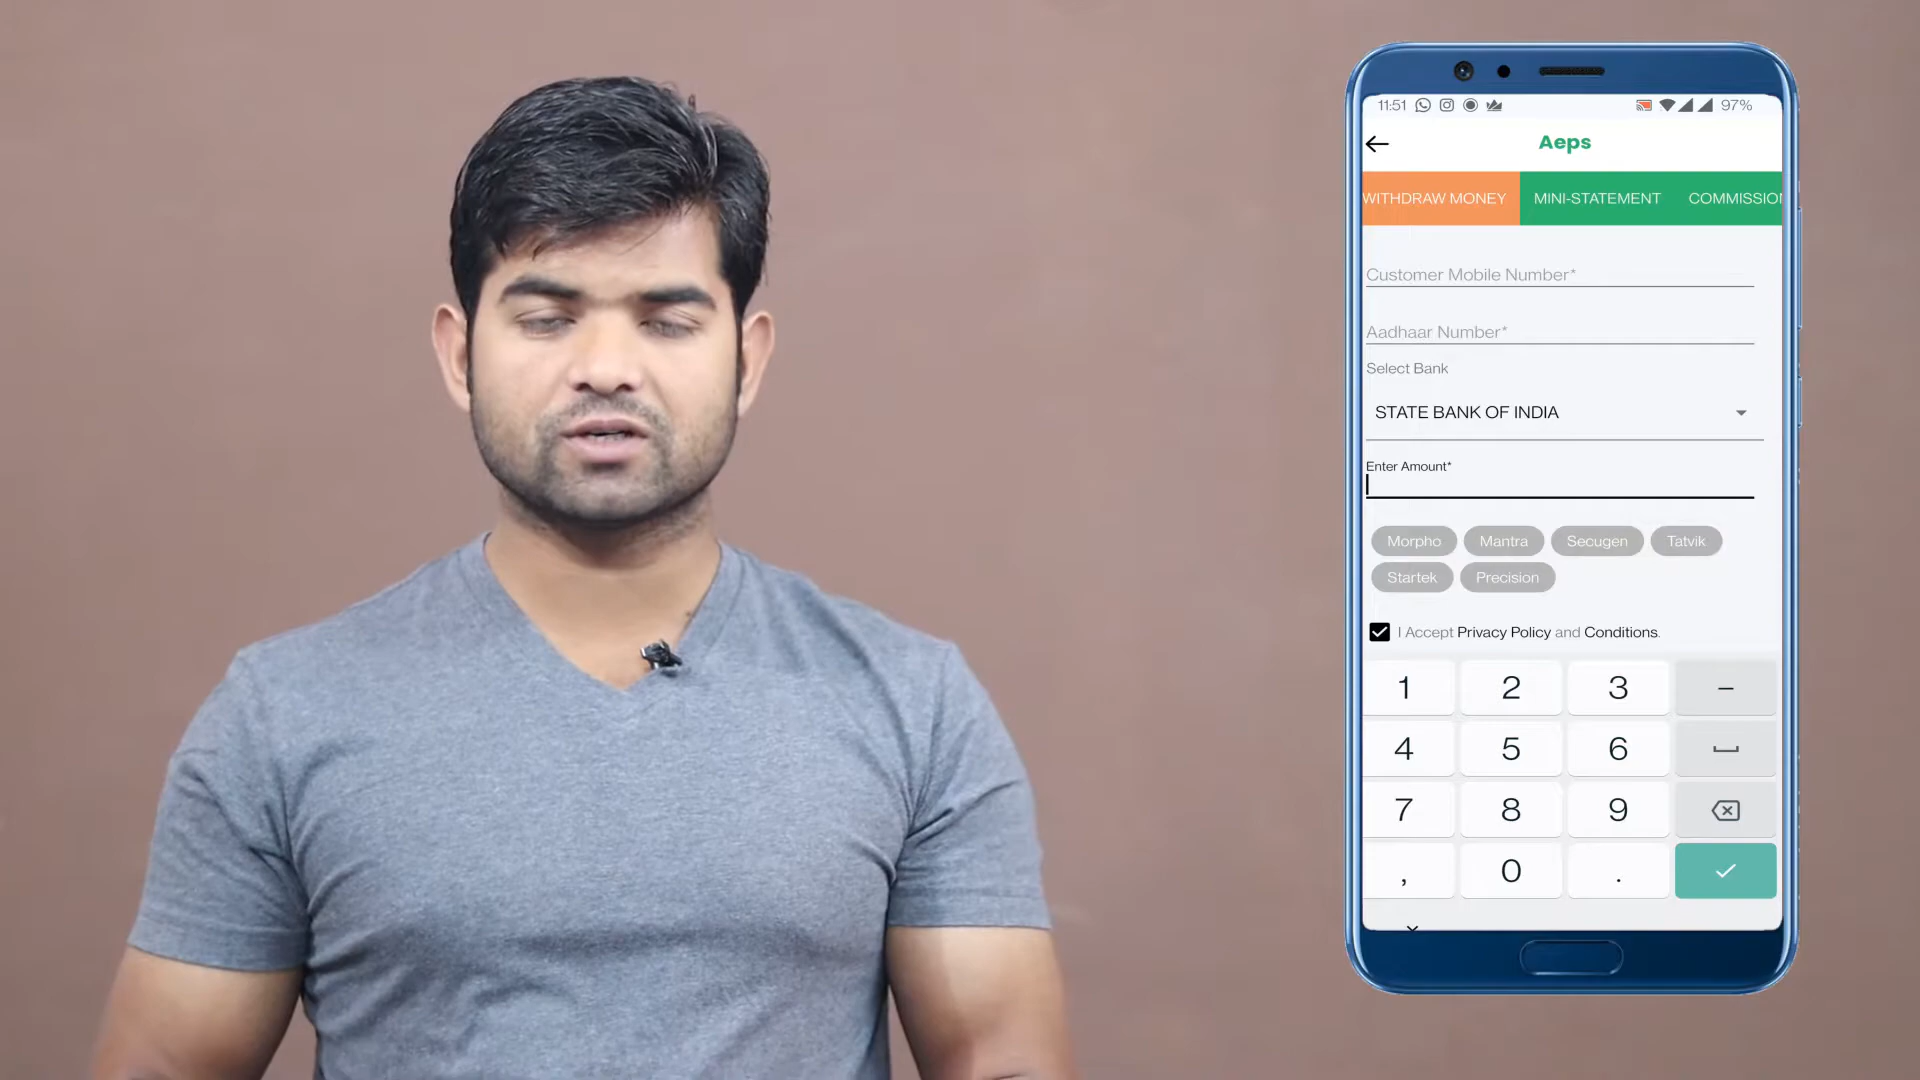 11:51 97%
Aeps
WITHDRAW MONEY MINI-STATEMENT COMMISSION
Customer Mobile Number*
Aadhaar Number*
Select Bank
STATE BANK OF INDIA
Enter Amount*
Morpho Mantra Secugen Tatvik
Startek Precision
I Accept Privacy Policy and Conditions.
1 2 3 –
4 5 6
7 8 9
, 0 .